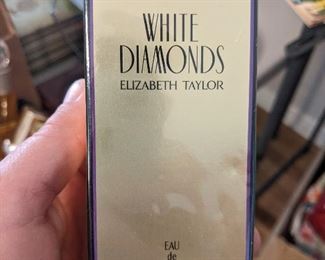 WHITE
DIAMONDS
ELIZABETH TAYLOR
EAU
de